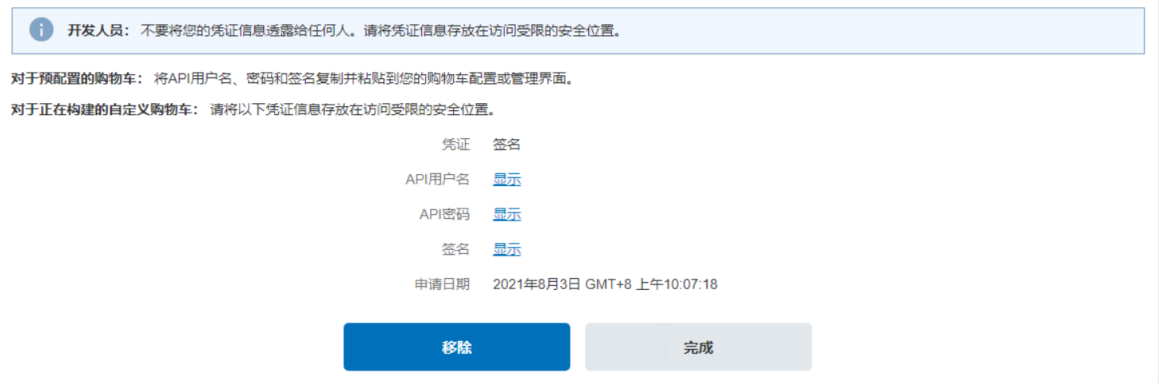 开发人员： 不要将您的凭证信息透露给任何人。请将凭证信息存放在访问受限的安全位置。
对于预配置的购物车： 将API用户名、密码和签名复制并粘贴到您的购物车配置或管理界面。
对于正在构建的自定义购物车： 请将以下凭证信息存放在访问受限的安全位置。
凭证 签名
API用户名 显示
API密码 显示
签名 显示
申请日期 2021年8月3日 GMT+8 上午10:07:18
移除 完成